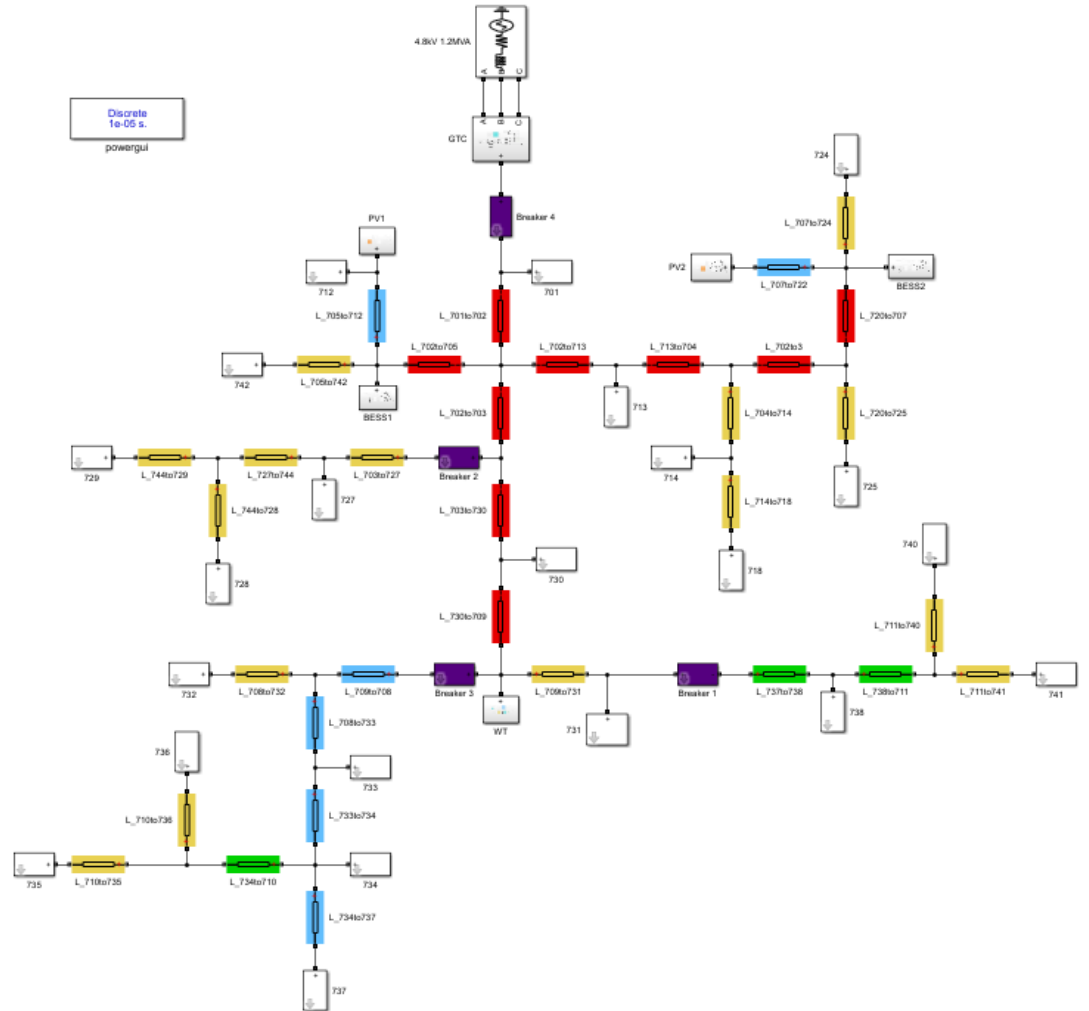 4.8kV 1.2MVA
A B C
Discrete
1e-05 s.
powergui
A B C
GTC
724
PV1
Breaker 4
L_707to724
712
701
PV2
L_707to722
BESS2
L_705to712
L_701to702
L_720to707
L_702to705
L_702to713
L_713to704
L_702to3
742
L_705to742
BESS1
L_702to703
713
L_704to714
L_720to725
729
L_744to729
L_727to744
L_703to727
Breaker 2
714
727
725
L_744to728
L_703to730
L_714to718
740
728
730
718
L_730to709
L_711to740
732
L_708to732
L_709to708
Breaker 3
L_709to731
Breaker 1
L_737to738
L_738to711
L_711to741
741
WT
731
738
L_708to733
736
733
L_710to736
L_733to734
735
L_710to735
L_734to710
734
L_734to737
737